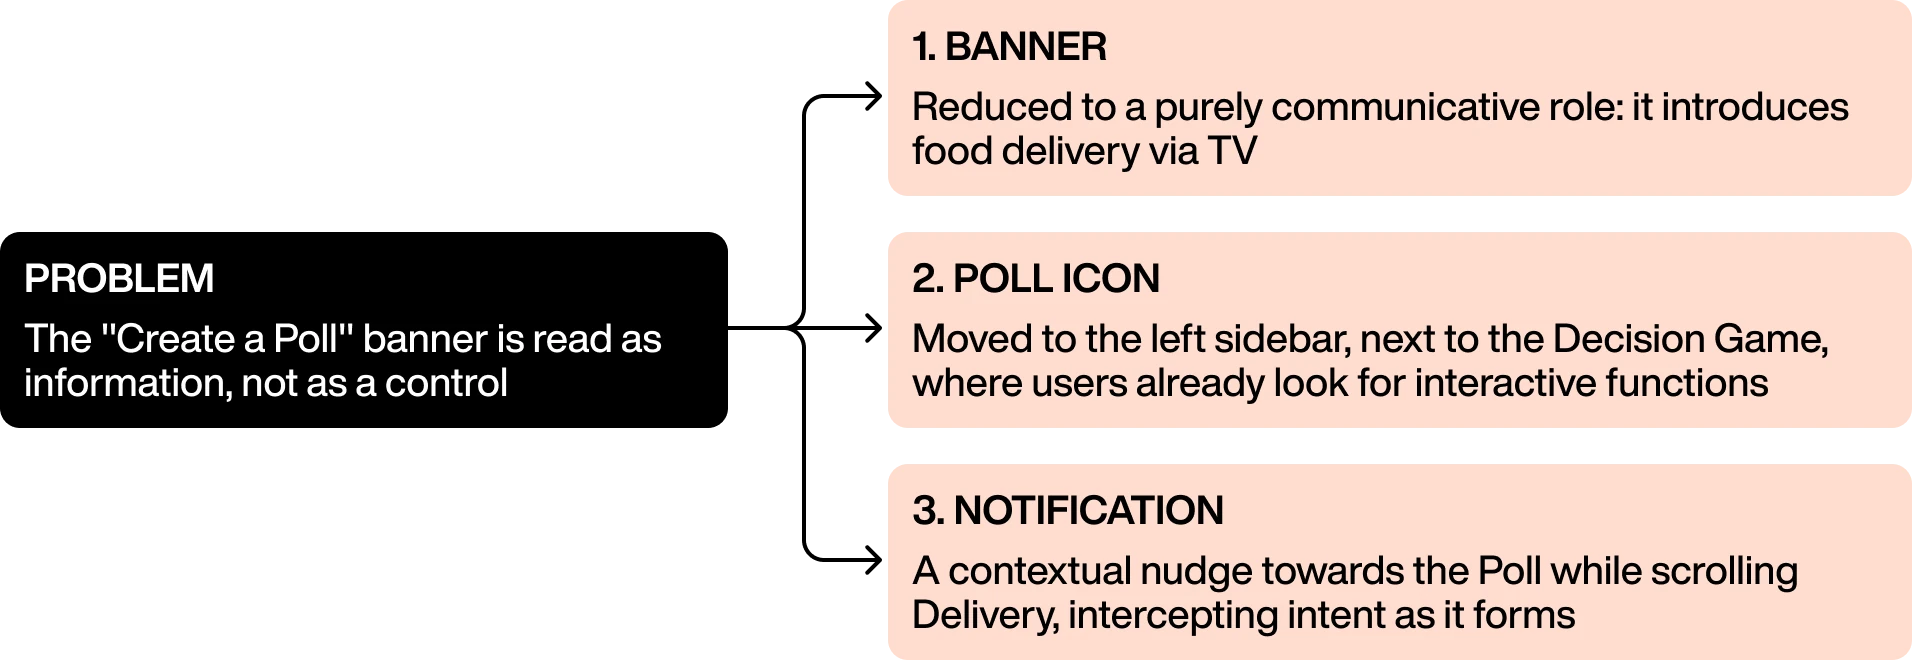 PROBLEM
The "Create a Poll" banner is read as
information, not as a control
1. BANNER
Reduced to a purely communicative role: it introduces
food delivery via TV
2. POLL ICON
Moved to the left sidebar, next to the Decision Game,
where users already look for interactive functions
3. NOTIFICATION
A contextual nudge towards the Poll while scrolling
Delivery, intercepting intent as it forms